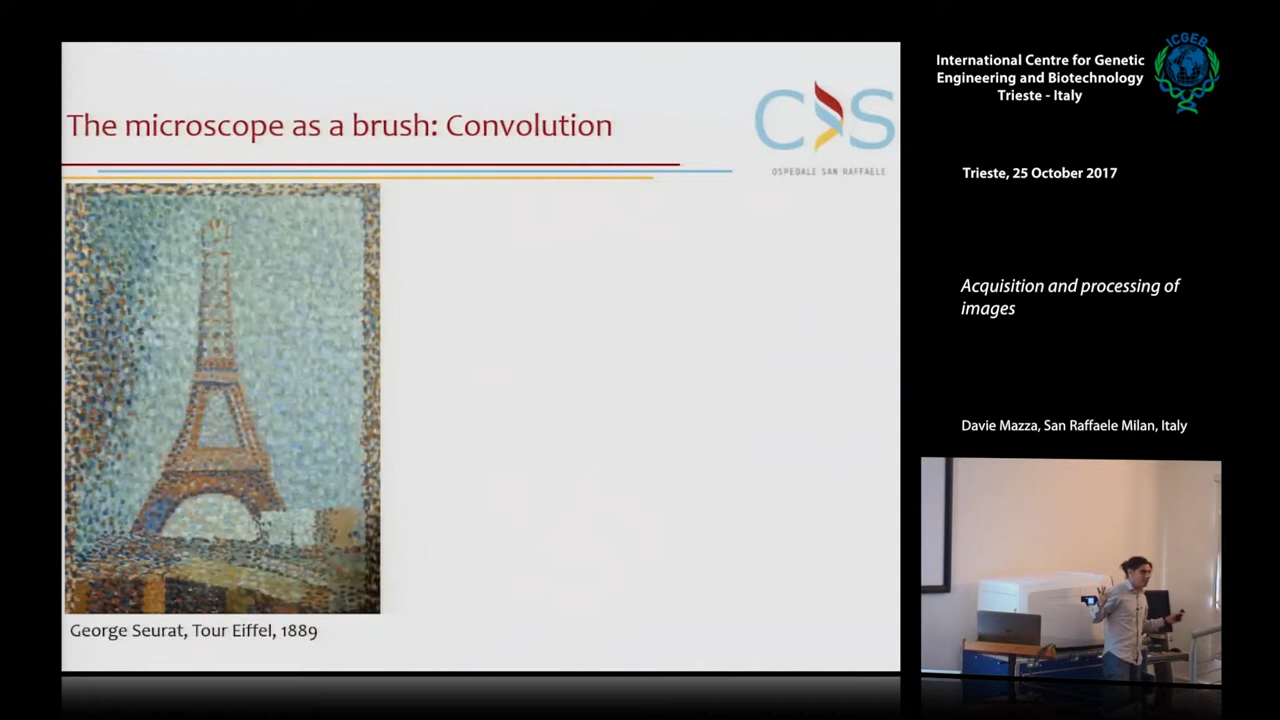 The microscope as a brush: Convolution
OSPEDALE SAN RAFFAELE
George Seurat, Tour Eiffel, 1889
ICGEB
International Centre for Genetic
Engineering and Biotechnology
Trieste - Italy
Trieste, 25 October 2017
Acquisition and processing of
images
Davie Mazza, San Raffaele Milan, Italy